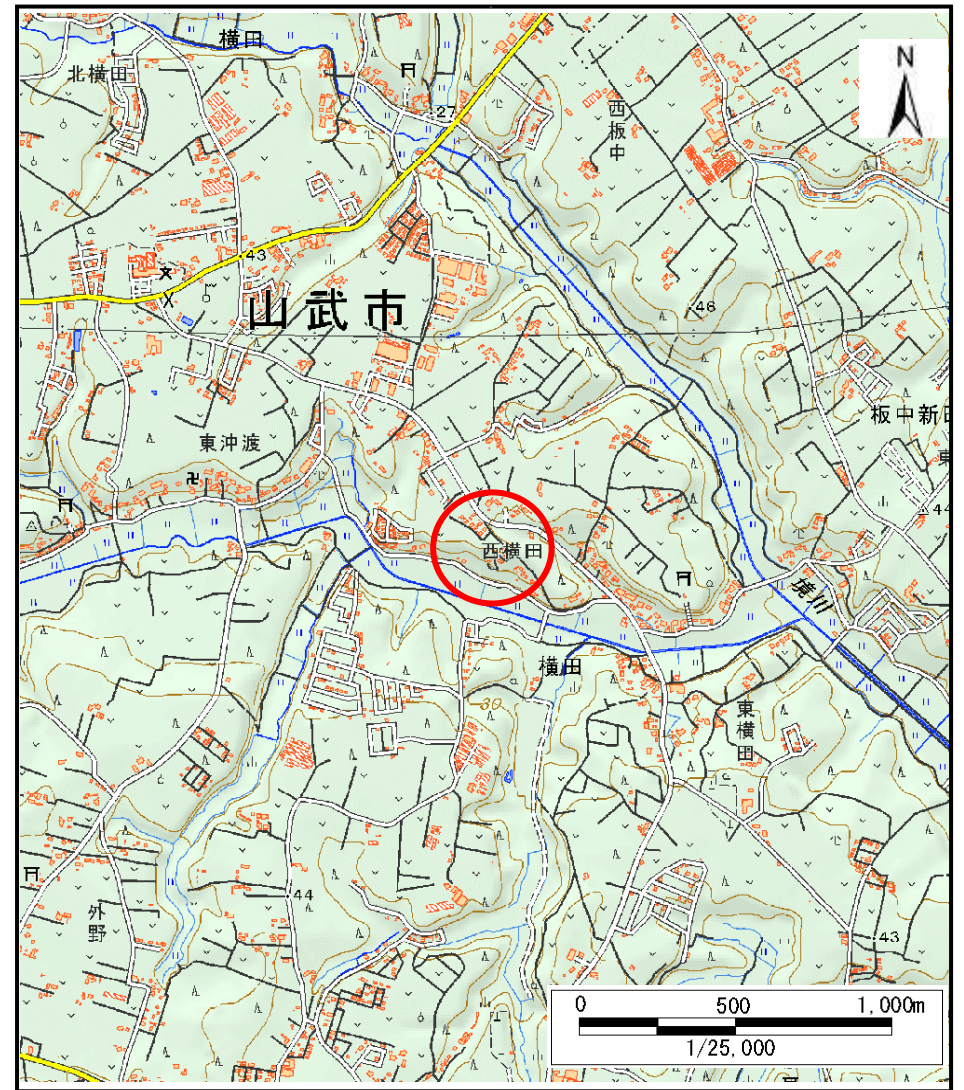 横田
北横田
N
27
西板中
43
山武市
46
東沖渡
板中新田
44
西横田
境川
横田
30
東横田
44
外野
43
0 500 1,000m
1/25,000